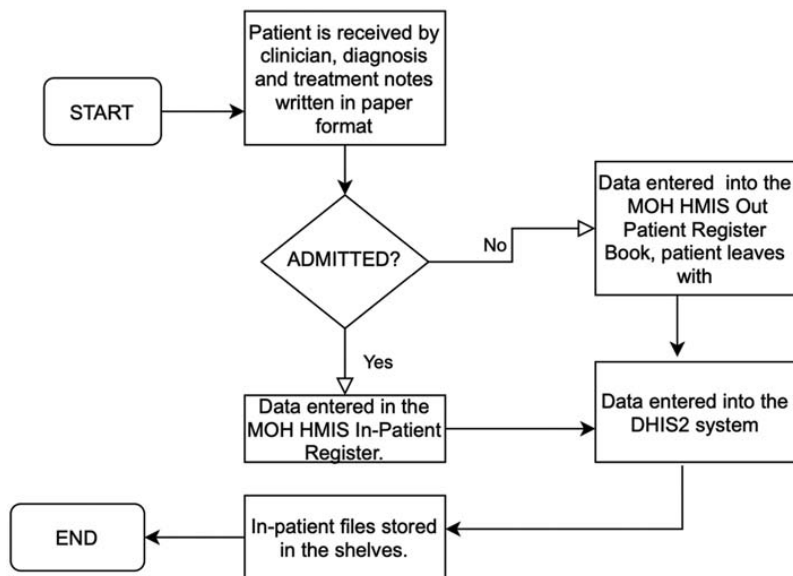 START
Patient is received by
clinician, diagnosis
and treatment notes
written in paper
format
ADMITTED?
No
Data entered into the
MOH HMIS Out
Patient Register
Book, patient leaves
with
Yes
Data entered in the
MOH HMIS In-Patient
Register.
Data entered into the
DHIS2 system
In-patient files stored
in the shelves.
END